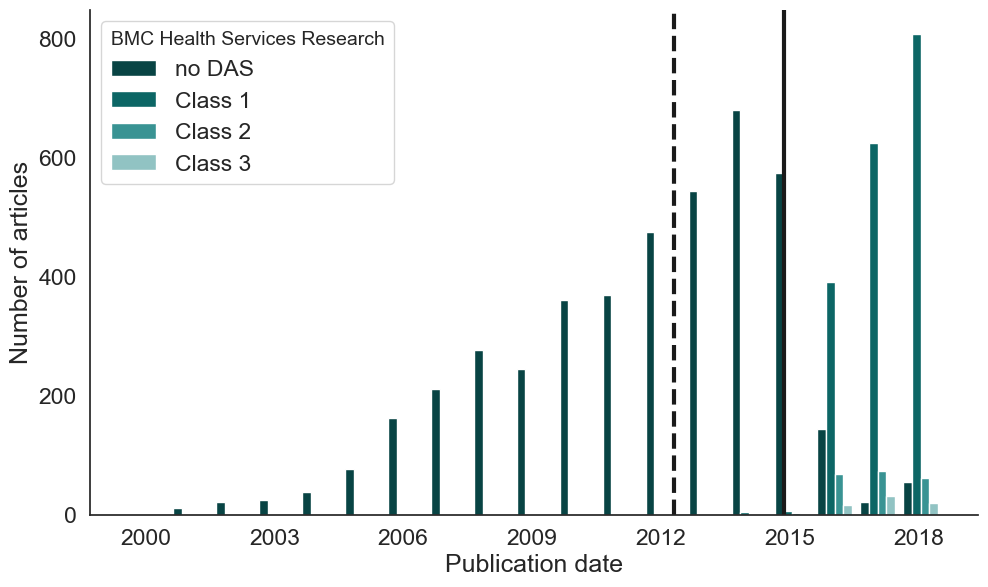 BMC Health Services Research
no DAS
Class 1
Class 2
Class 3
Number of articles
800
600
400
200
0
2000 2003 2006 2009 2012 2015 2018
Publication date